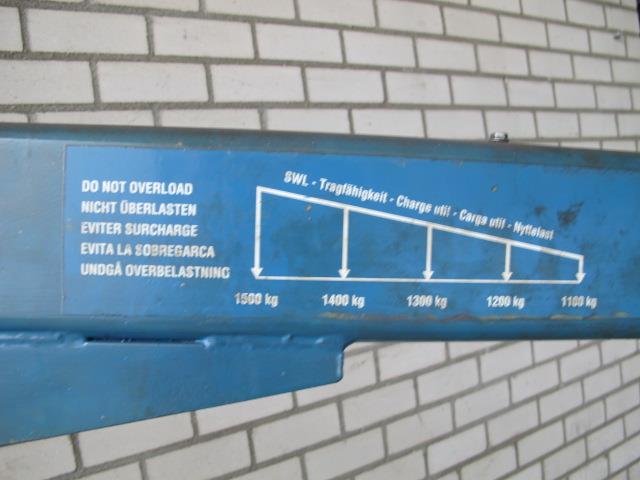 DO NOT OVERLOAD
NICHT ÜBERLASTEN
EVITER SURCHARGE
EVITA LA SOBREGARCA
UNDGÅ OVERBELASTNING
SWL - Tragfähigkeit - Charge util - Carga util - Nyttelast
1500 kg 1400 kg 1300 kg 1200 kg 1100 kg